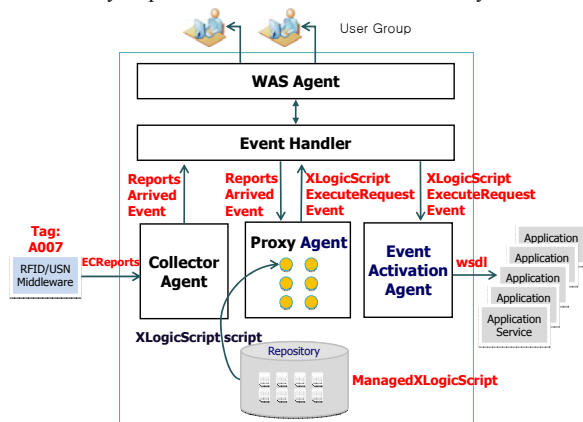 User Group
WAS Agent
Event Handler
Reports
Arrived
Event
Reports
Arrived
Event
XLogicScript
ExecuteRequest
Event
XLogicScript
ExecuteRequest
Event
Tag:
A007
RFID/USN
Middleware
ECReports
Collector
Agent
Proxy Agent
Event
Activation
Agent
wsdl
Application
Application
Application
Application
Application
Service
XLogicScript script
Repository
ManagedXLogicScript